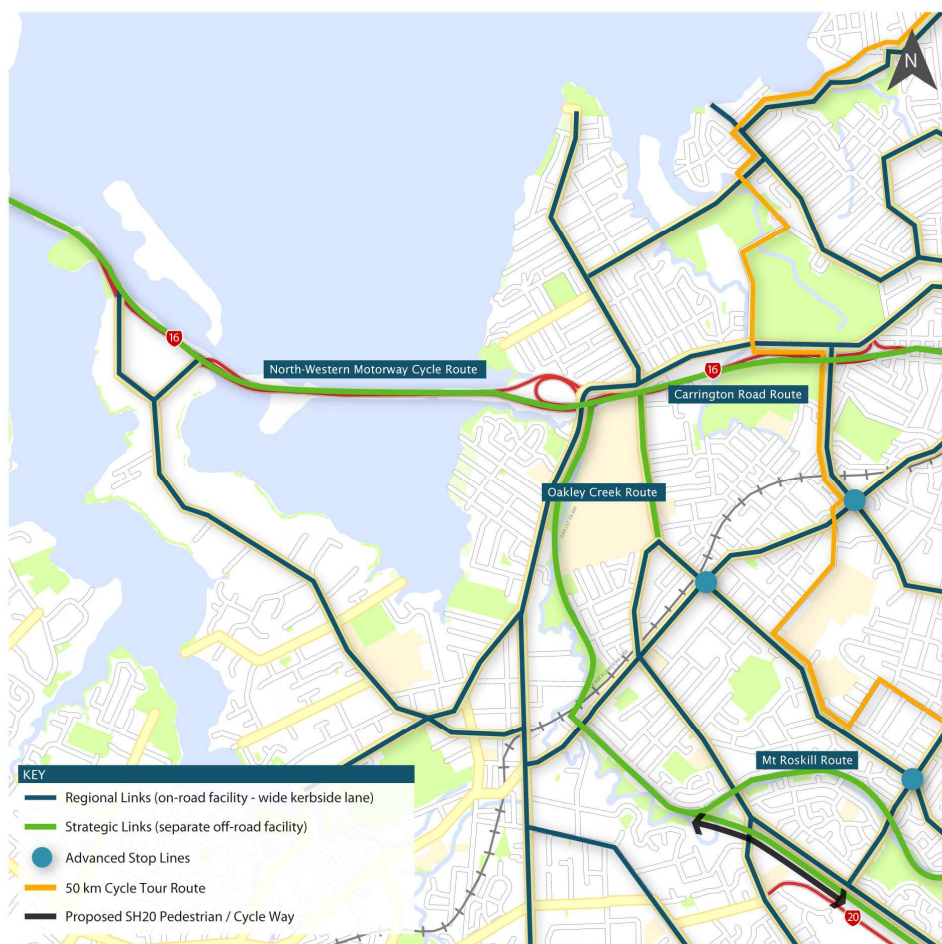 N
16
North-Western Motorway Cycle Route
16
Carrington Road Route
Oakley Creek Route
Mt Roskill Route
KEY
Regional Links (on-road facility - wide kerbside lane)
Strategic Links (separate off-road facility)
Advanced Stop Lines
50 km Cycle Tour Route
Proposed SH20 Pedestrian / Cycle Way
20